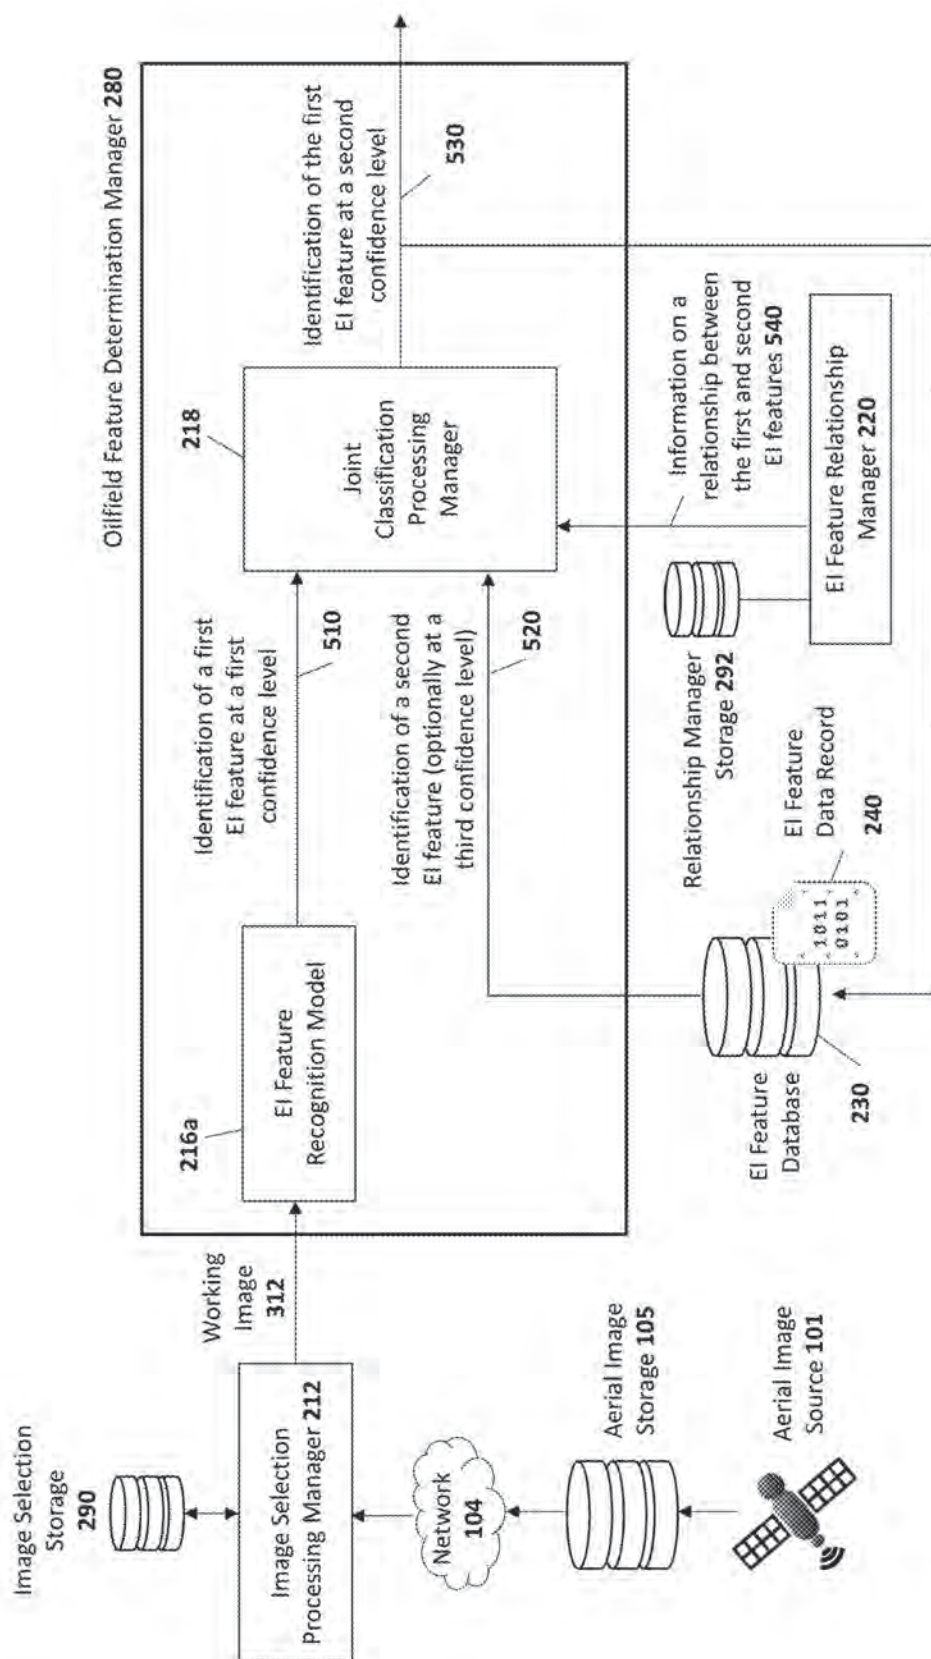 Oilfield Feature Determination Manager 280
Image Selection
Storage
290
Image Selection
Processing Manager 212
Working
Image
312
Network
104
Aerial Image
Storage 105
Aerial Image
Source 101
216a
EI Feature
Recognition Model
Identification of a first
EI feature at a first
confidence level
510
218
Joint
Classification
Processing
Manager
Identification of the first
EI feature at a second
confidence level
530
Identification of a second
EI feature (optionally at a
third confidence level)
520
Information on a
relationship between
the first and second
EI features 540
Relationship Manager
Storage 292
EI Feature Relationship
Manager 220
EI Feature
Data Record
240
1011
0101
EI Feature
Database
230